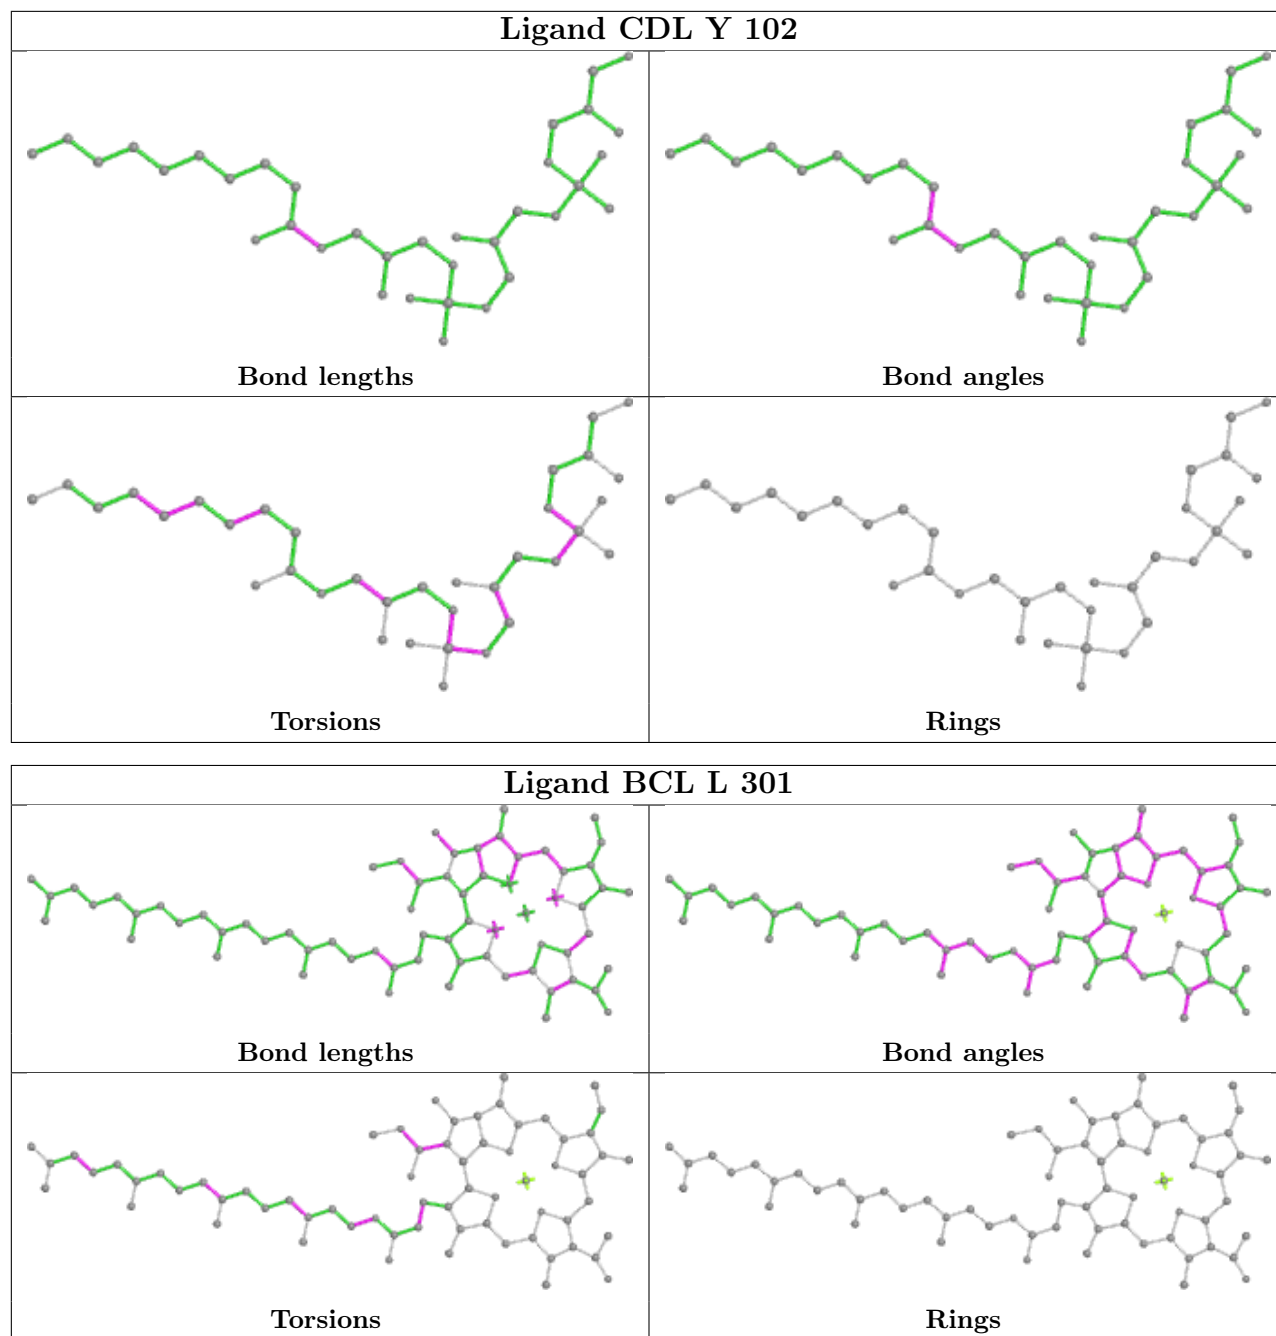 Ligand CDL Y 102
Bond lengths
Bond angles
Torsions
Rings
Ligand BCL L 301
Bond lengths
Bond angles
Torsions
Rings